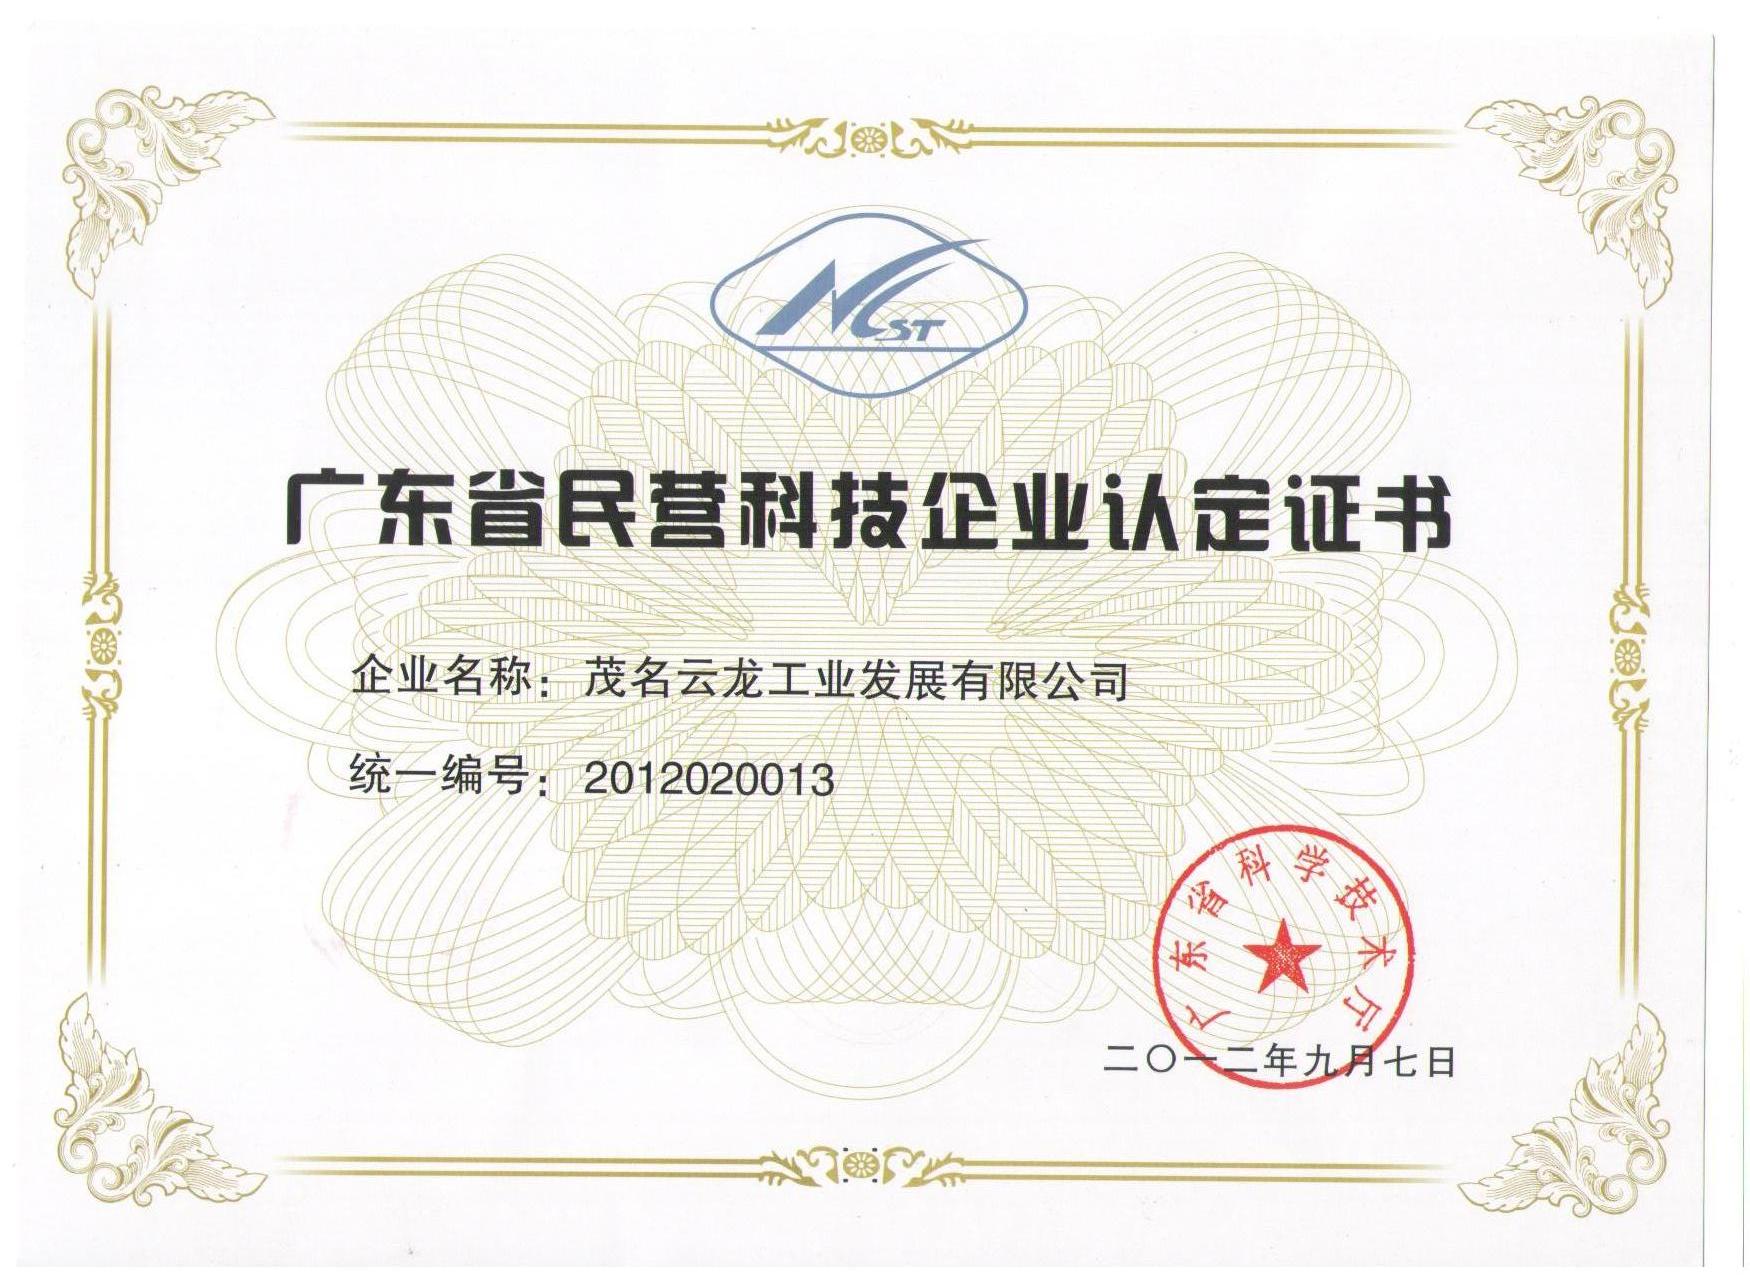 NCST
广东省民营科技企业认定证书
企业名称：茂名云龙工业发展有限公司
统一编号：2012020013
广东省科学技术厅
二〇一二年九月七日